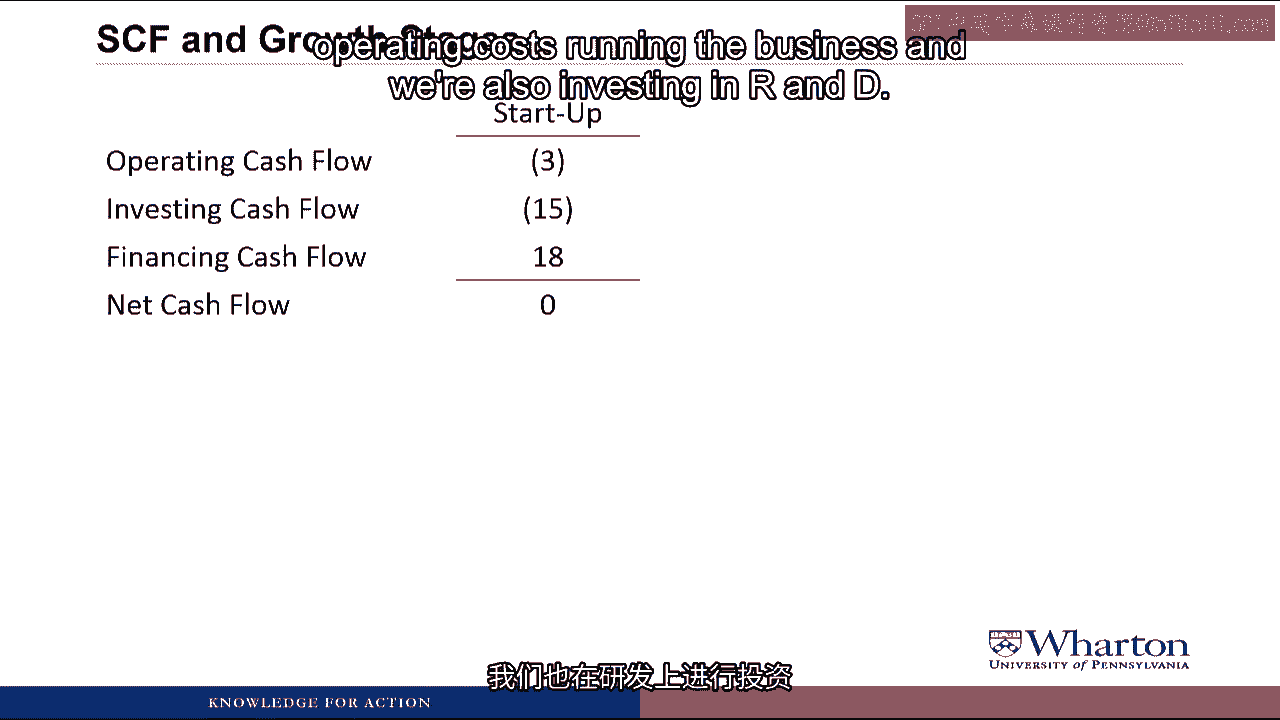 SCF and Growth Stages
operating costs running the business and
we're also investing in R and D.
Start-Up
Operating Cash Flow (3)
Investing Cash Flow (15)
Financing Cash Flow 18
Net Cash Flow 0
Wharton
UNIVERSITY of PENNSYLVANIA
我们也在研发上进行投资
KNOWLEDGE FOR ACTION